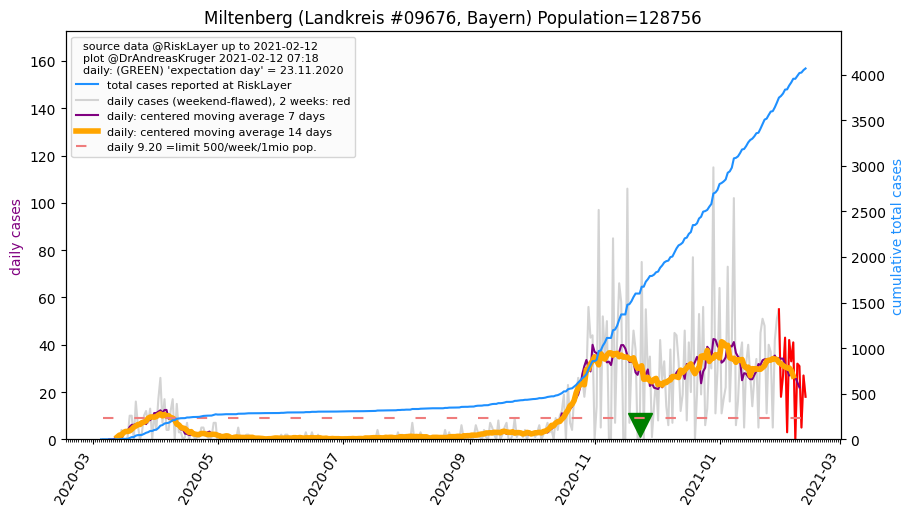 Miltenberg (Landkreis #09676, Bayern) Population=128756
source data @RiskLayer up to 2021-02-12
plot @DrAndreasKruger 2021-02-12 07:18
daily: (GREEN) 'expectation day' = 23.11.2020
total cases reported at RiskLayer
daily cases (weekend-flawed), 2 weeks: red
daily: centered moving average 7 days
daily: centered moving average 14 days
daily 9.20 =limit 500/week/1mio pop.
daily cases
160
140
120
100
80
60
40
20
0
cumulative total cases
4000
3500
3000
2500
2000
1500
1000
500
0
2020-03
2020-05
2020-07
2020-09
2020-11
2021-01
2021-03